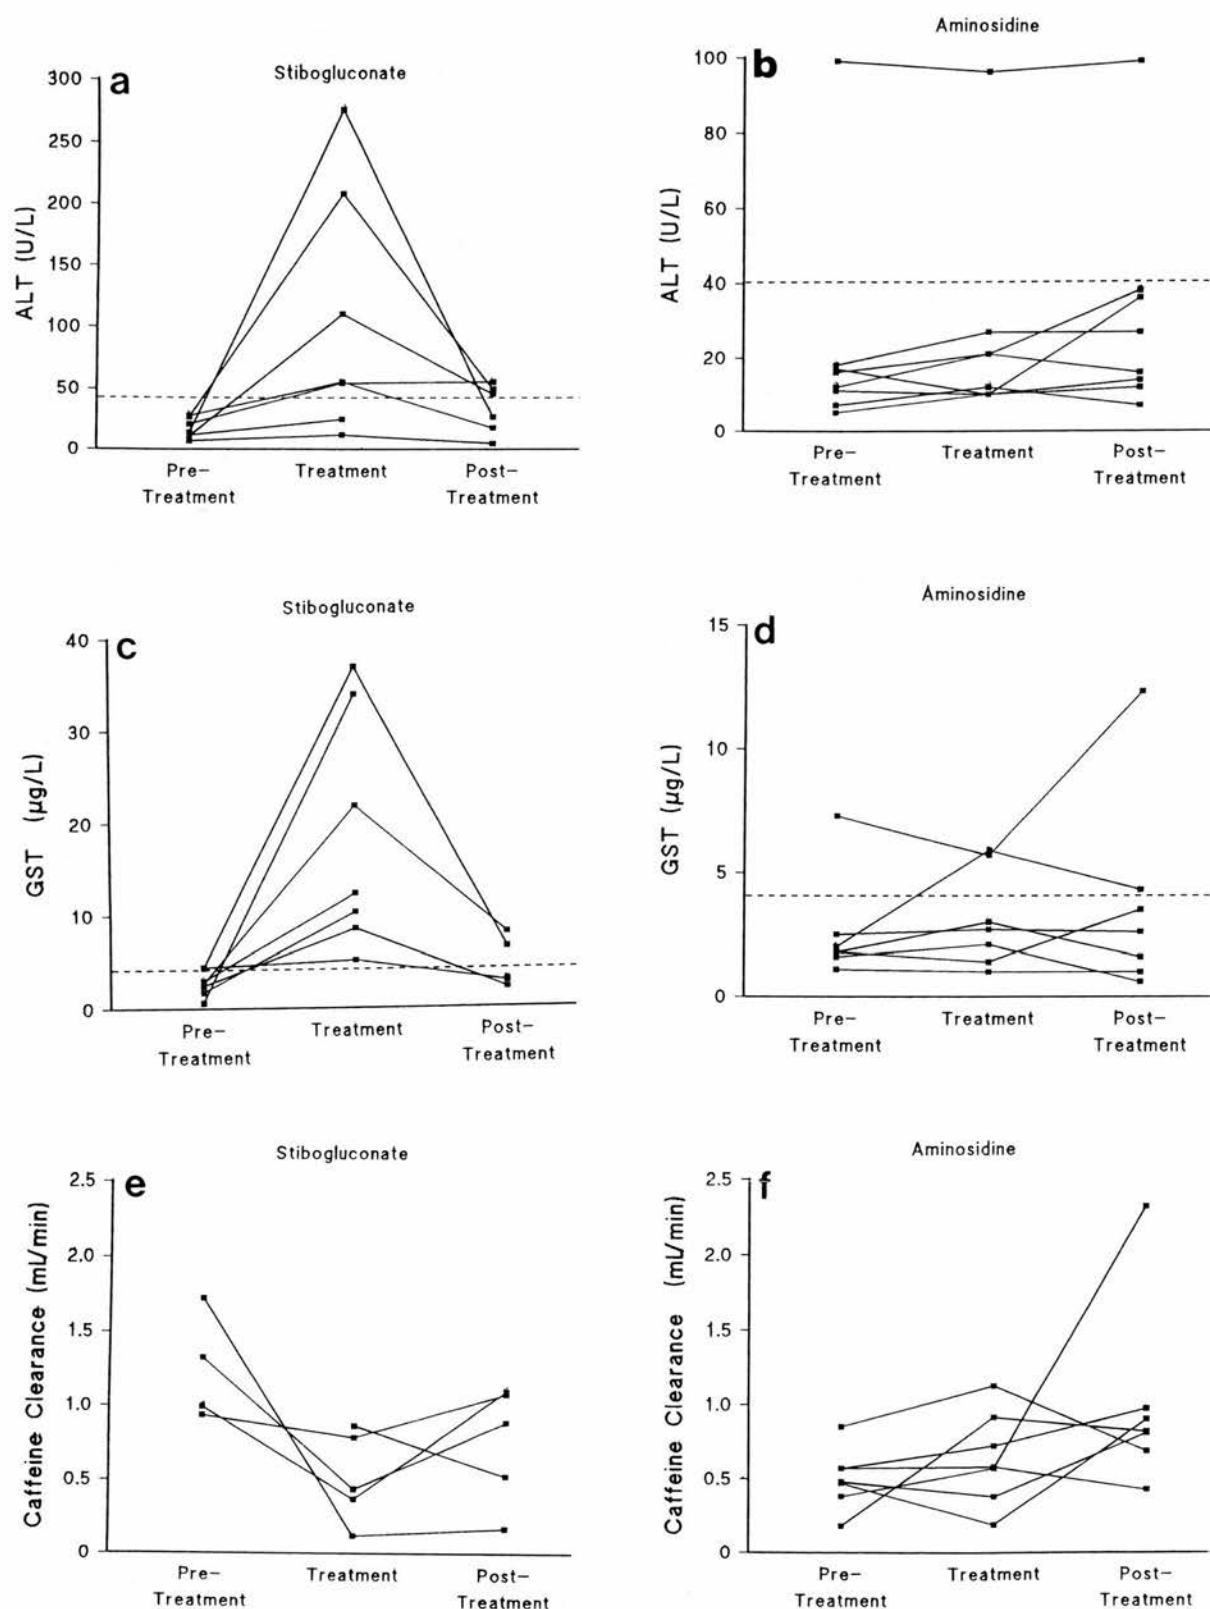 a
Stibogluconate
300
250
200
150
100
50
0
ALT (U/L)
Pre–
Treatment
Treatment
Post–
Treatment
b
Aminosidine
100
80
60
40
20
0
ALT (U/L)
Pre–
Treatment
Treatment
Post–
Treatment
c
Stibogluconate
40
30
20
10
0
GST (µg/L)
Pre–
Treatment
Treatment
Post–
Treatment
d
Aminosidine
15
10
5
0
GST (µg/L)
Pre–
Treatment
Treatment
Post–
Treatment
e
Stibogluconate
2.5
2.0
1.5
1.0
0.5
0
Caffeine Clearance (mL/min)
Pre–
Treatment
Treatment
Post–
Treatment
f
Aminosidine
2.5
2.0
1.5
1.0
0.5
0
Caffeine Clearance (mL/min)
Pre–
Treatment
Treatment
Post–
Treatment